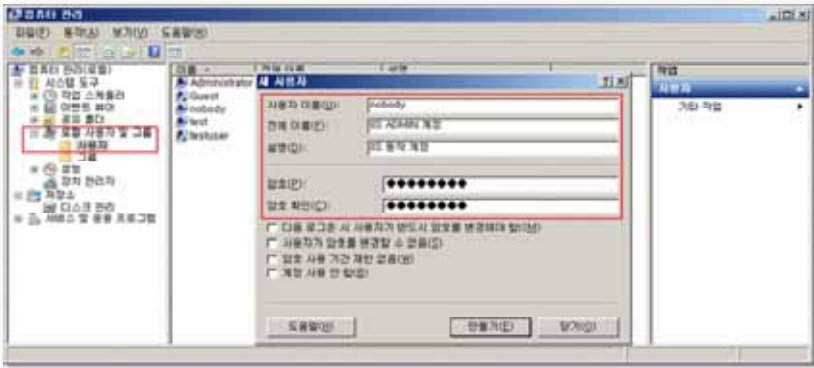 컴퓨터 관리
파일(F) 동작(A) 보기(V) 도움말(H)
컴퓨터 관리(로컬)
시스템 도구
작업 스케줄러
이벤트 뷰어
공유 폴더
로컬 사용자 및 그룹
사용자
그룹
성능
장치 관리자
저장소
디스크 관리
서비스 및 응용 프로그램
이름 전체 이름 설명
Administrator
Guest
nobody
test
testuser
새 사용자
사용자 이름(U): nobody
전체 이름(F): IIS ADMIN 계정
설명(D): IIS 동작 계정
암호(P): ●●●●●●●●
암호 확인(C): ●●●●●●●●
다음 로그온 시 사용자가 반드시 암호를 변경해야 함(M)
사용자가 암호를 변경할 수 없음(S)
암호 사용 기간 제한 없음(W)
계정 사용 안 함(B)
도움말(H) 만들기(E) 닫기(O)
작업
사용자
기타 작업